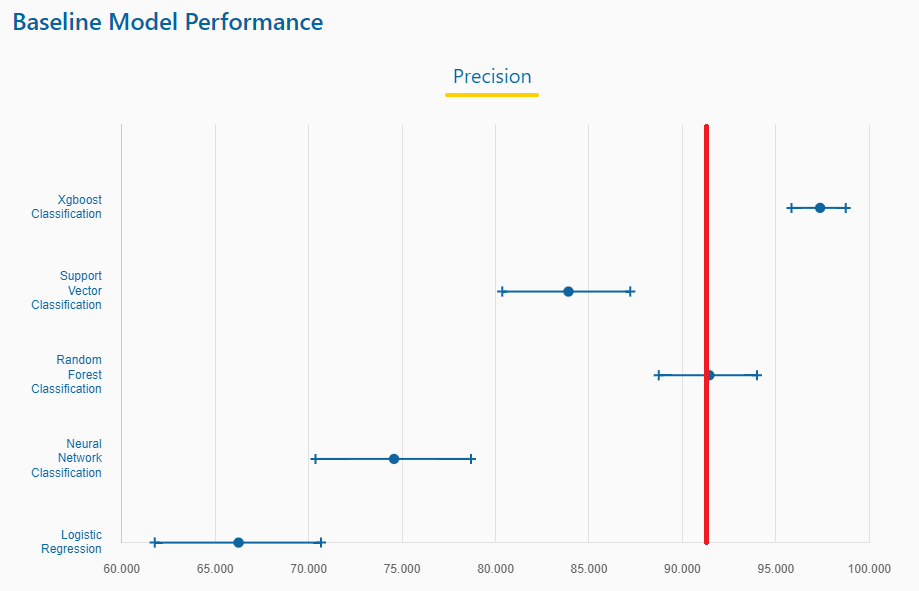 Baseline Model Performance
Precision
Xgboost
Classification
Support
Vector
Classification
Random
Forest
Classification
Neural
Network
Classification
Logistic
Regression
60.000 65.000 70.000 75.000 80.000 85.000 90.000 95.000 100.000